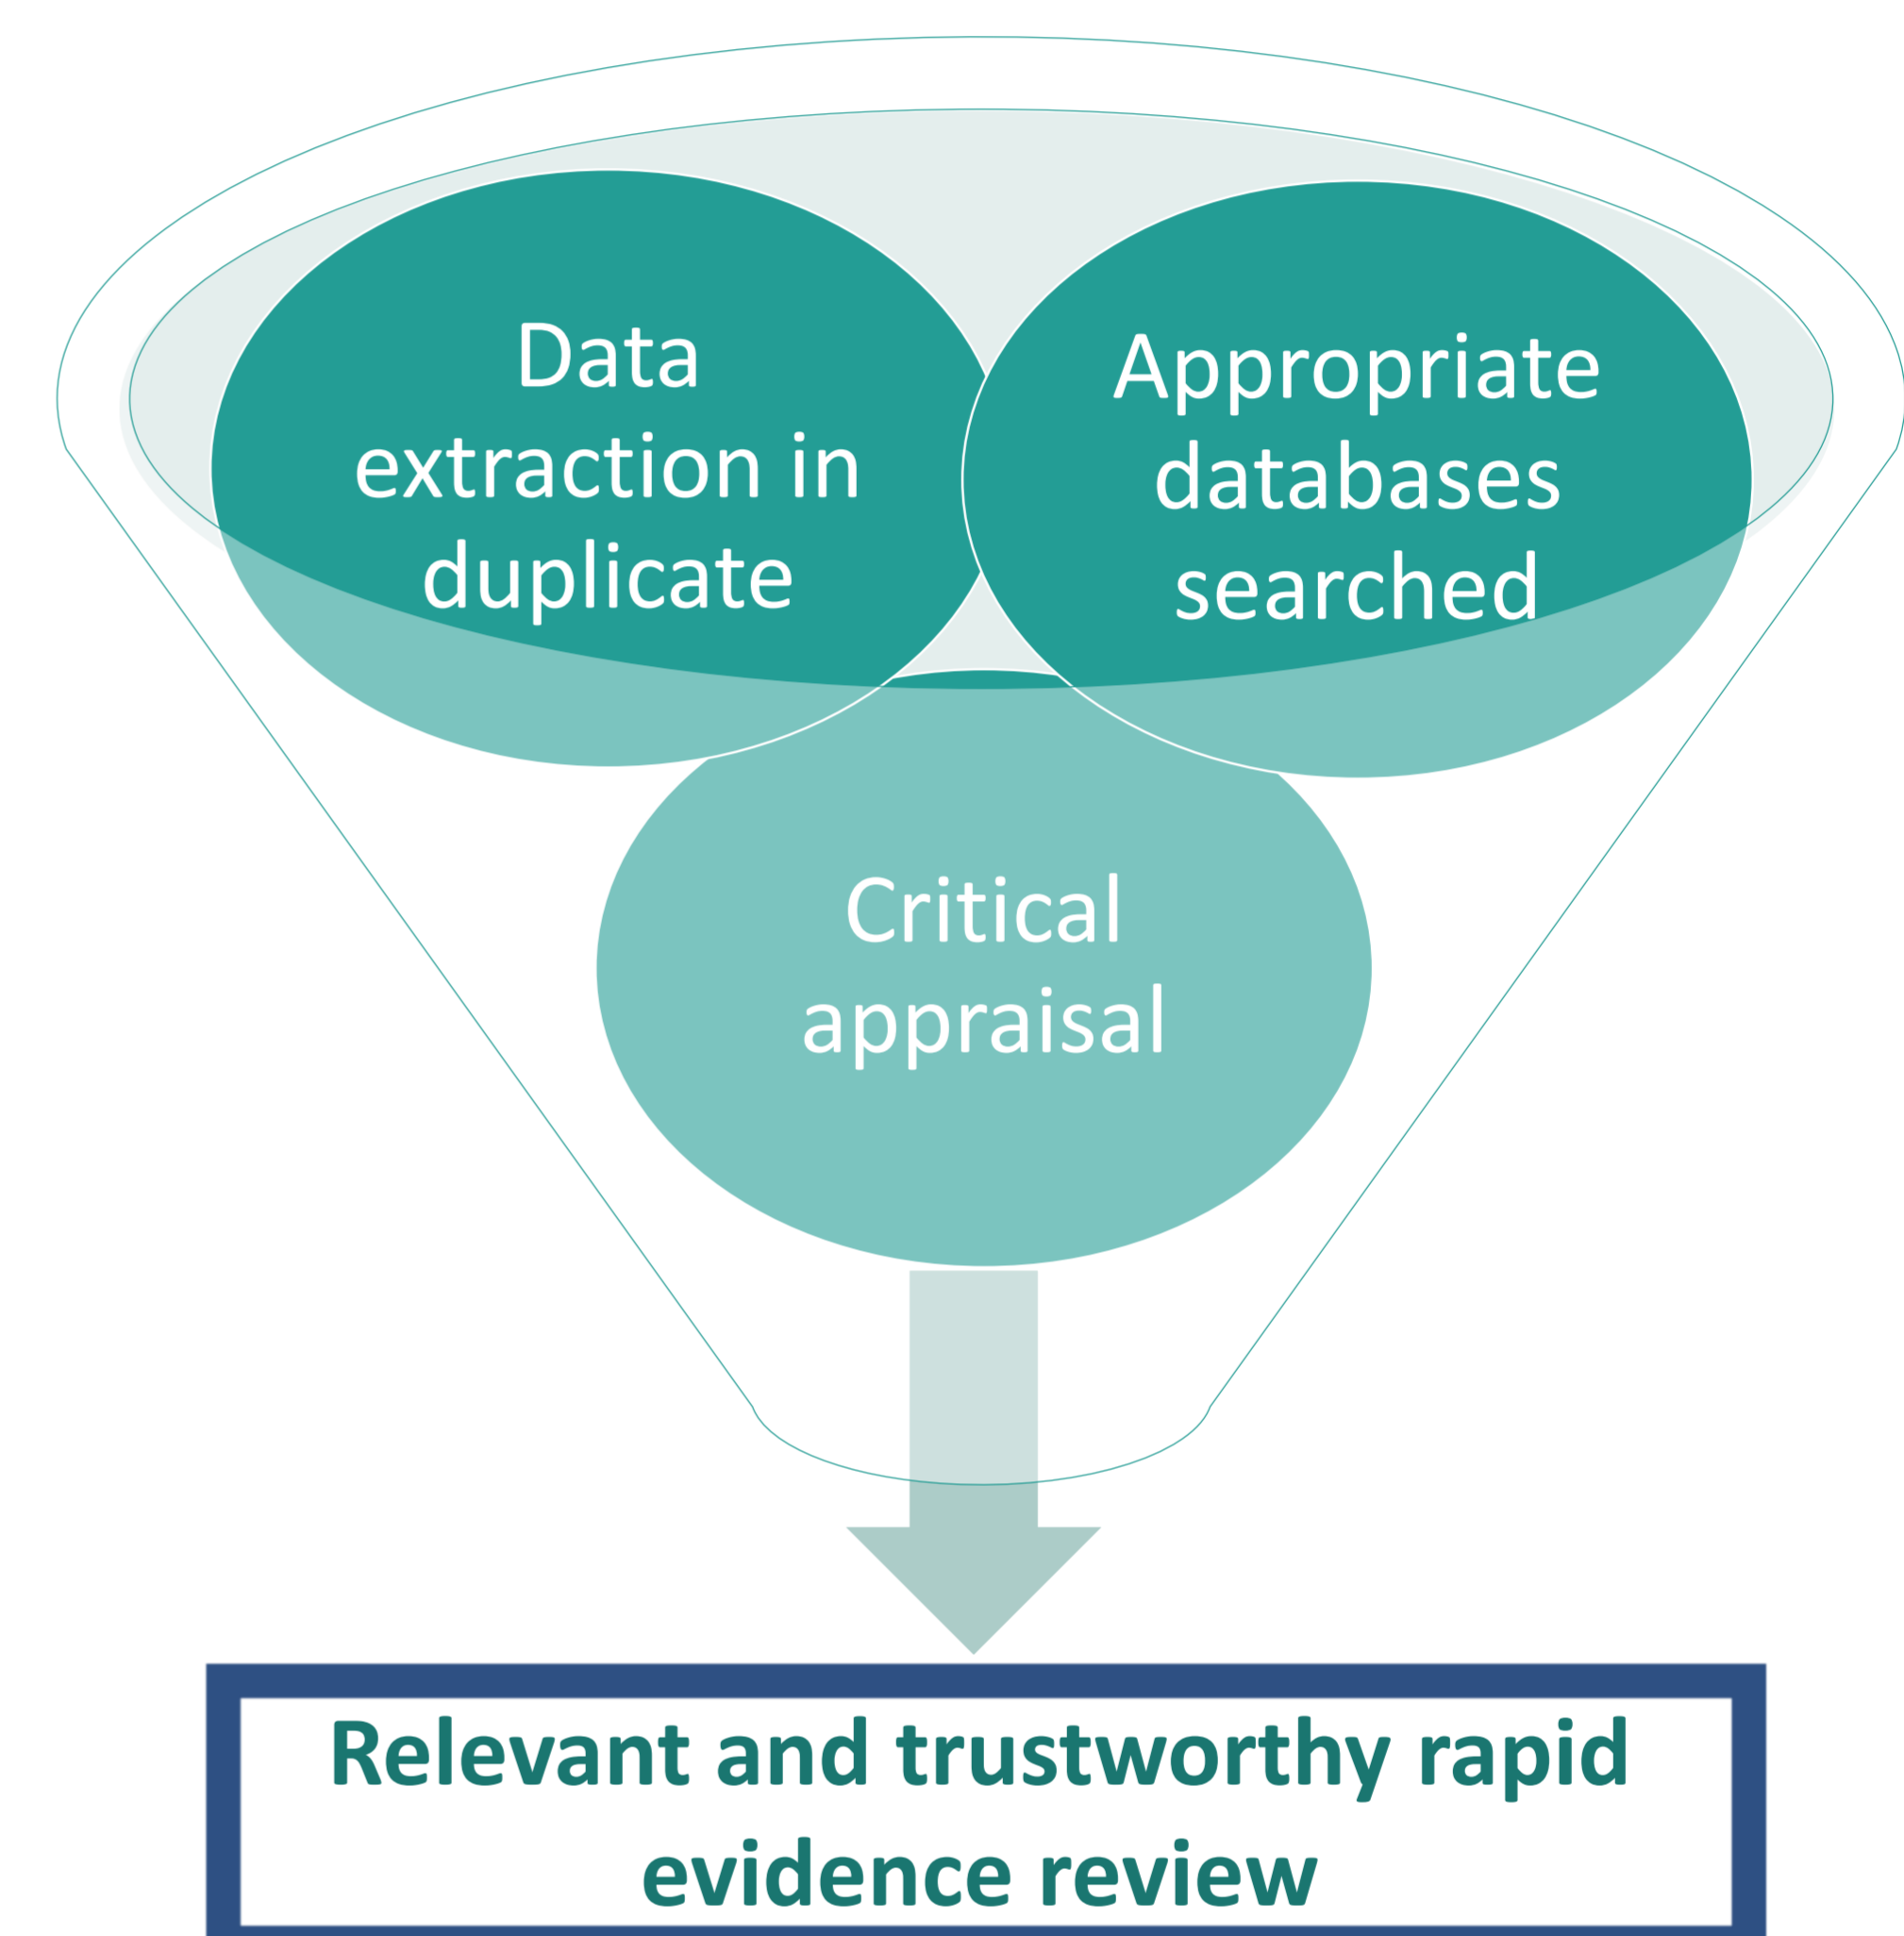 Data
extraction in
duplicate
Appropriate
databases
searched
Critical
appraisal
Relevant and trustworthy rapid
evidence review